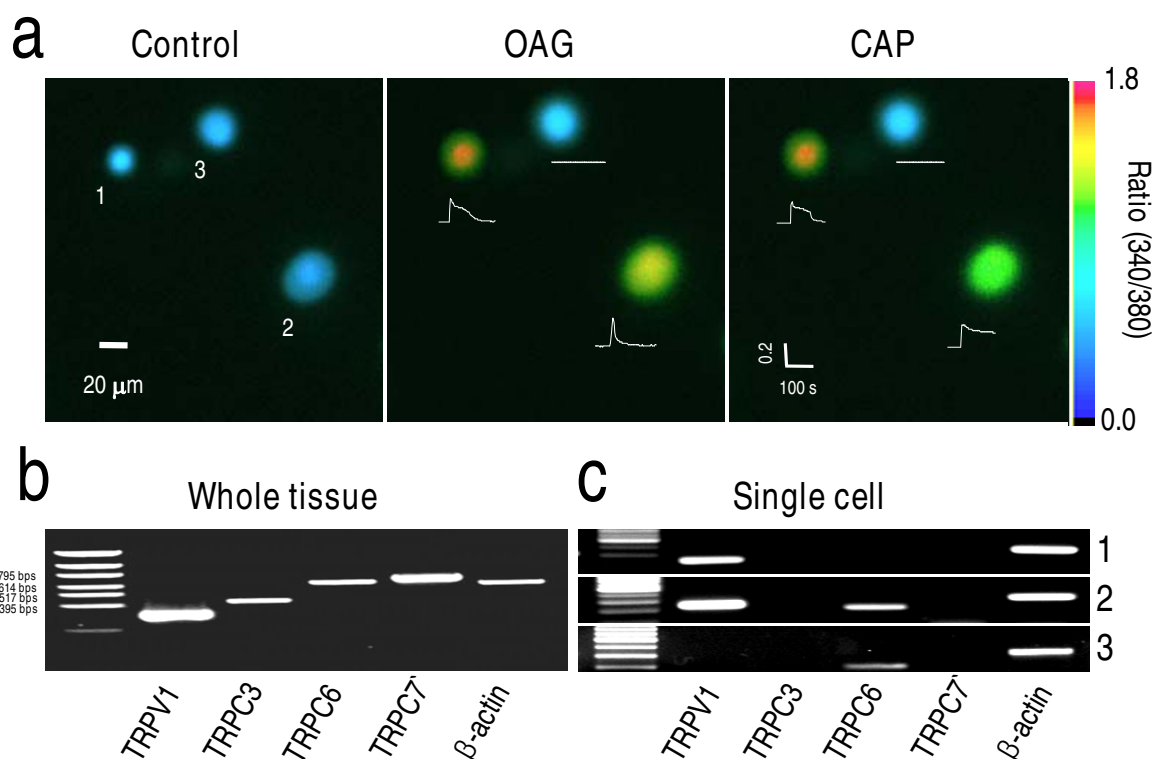 a
Control
OAG
CAP
1
3
2
20 μm
0.2
100 s
1.8
Ratio (340/380)
0.0
b
Whole tissue
795 bps
614 bps
517 bps
395 bps
TRPV1
TRPC3
TRPC6
TRPC7`
β-actin
c
Single cell
1
2
3
TRPV1
TRPC3
TRPC6
TRPC7`
β-actin